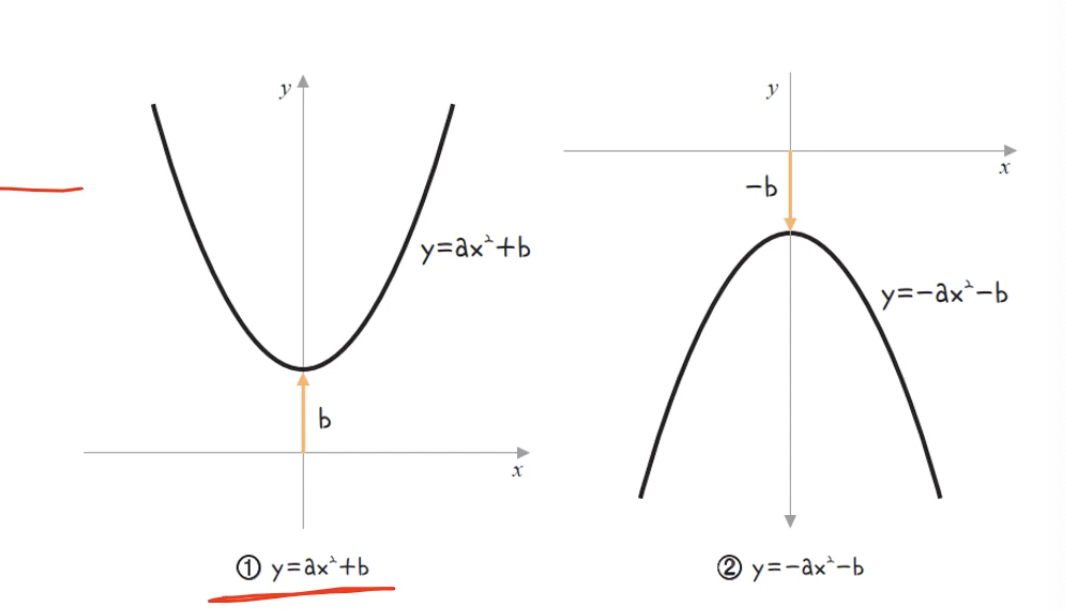 y
y=ax²+b
b
x
① y=ax²+b
y
x
-b
y=-ax²-b
② y=-ax²-b